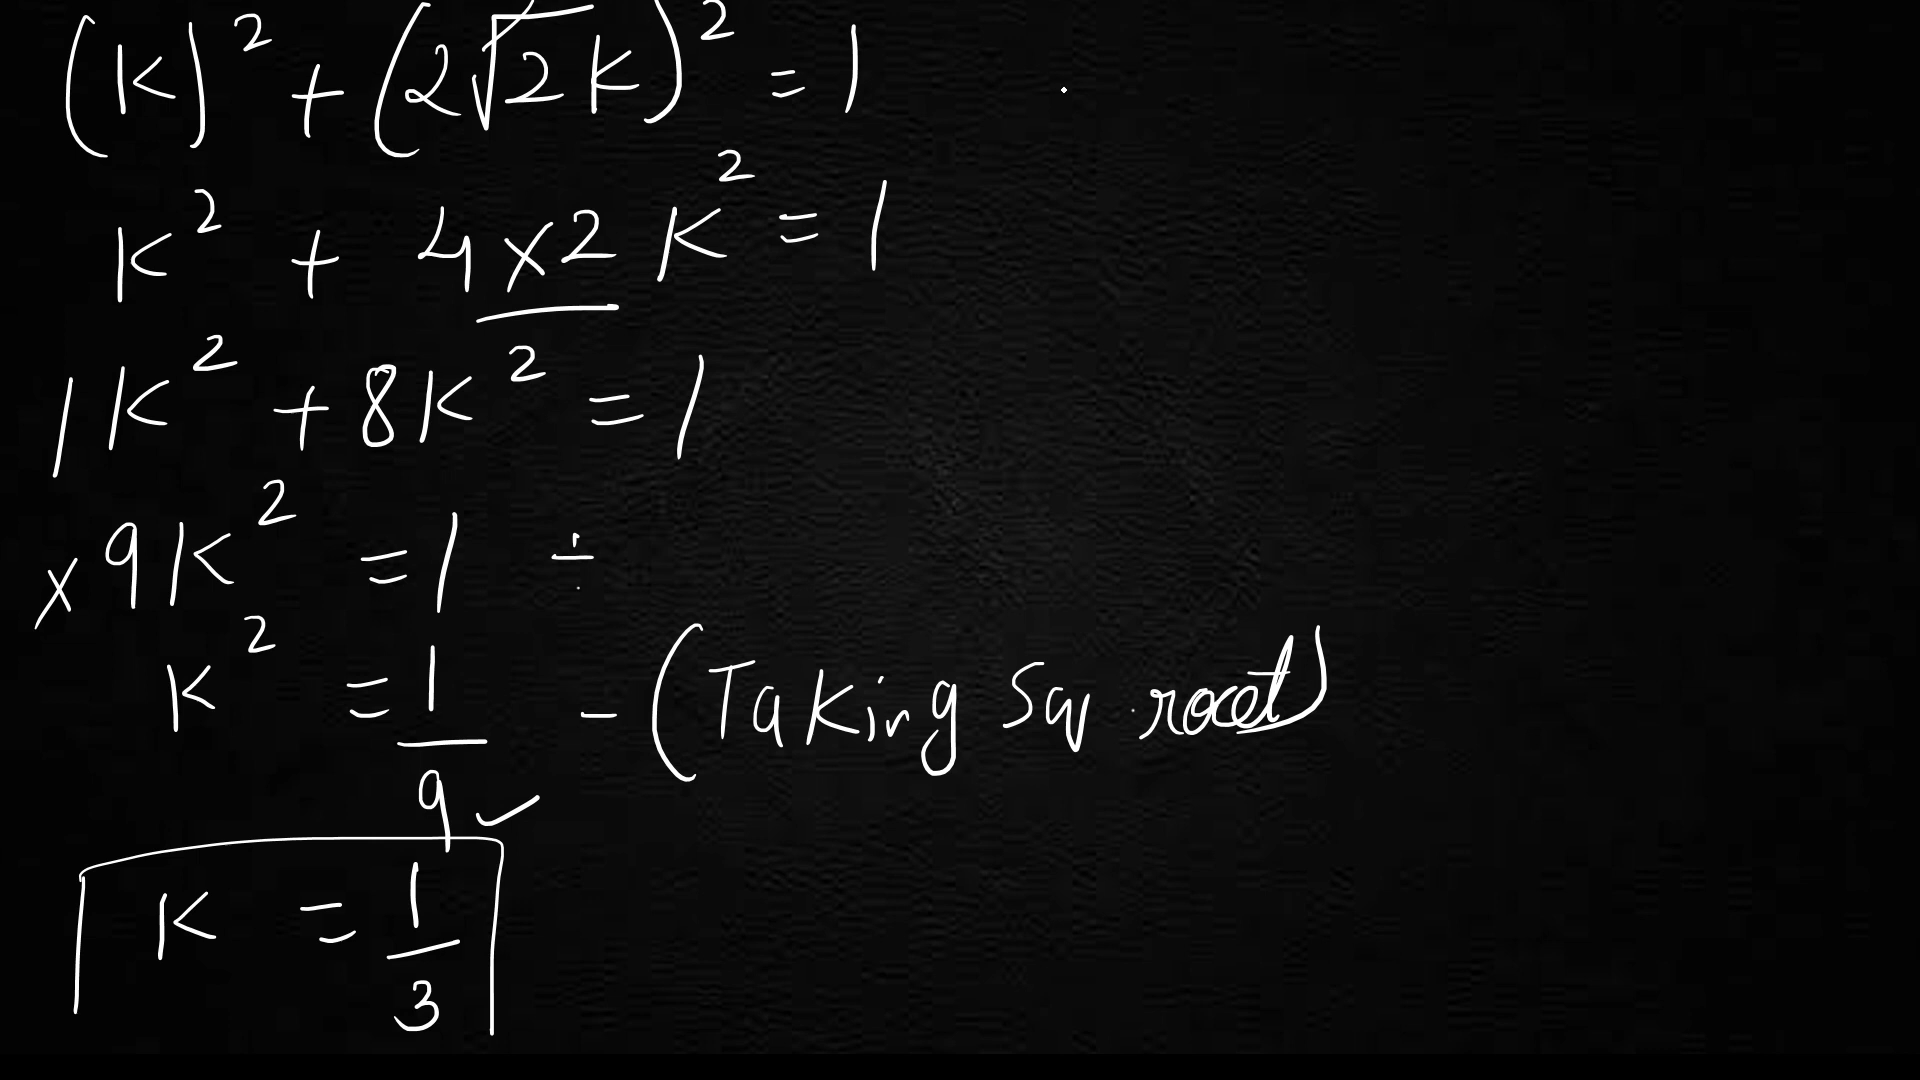 (K)² + (2√2K)² = 1
K² + 4×2 K² = 1
1K² + 8K² = 1
×9K² = 1 ÷
K² = 1/9 - (Taking Sq root)
K = 1/3